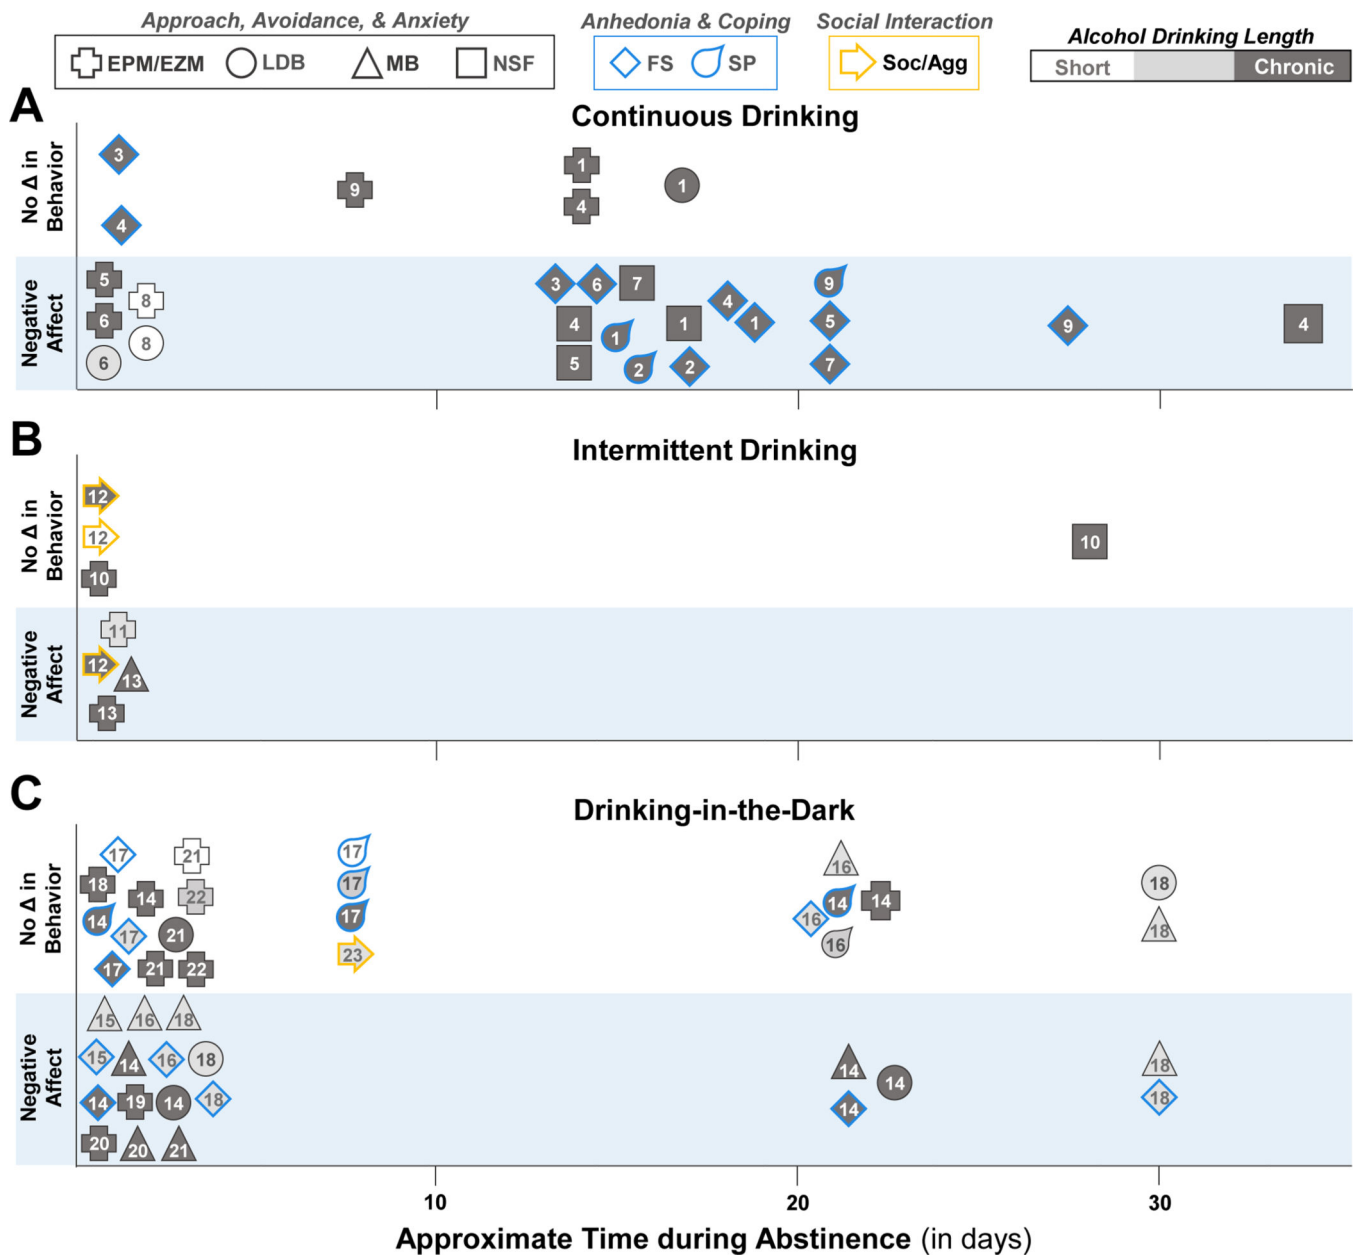 Approach, Avoidance, & Anxiety
Anhedonia & Coping
Social Interaction
Alcohol Drinking Length
EPM/EZM LDB MB NSF
FS SP
Soc/Agg
Short Chronic
A
Continuous Drinking
No Δ in
Behavior
3 1 9 1 4 4
Negative
Affect
5 8 6 8 6
3 6 7 9
4 1 4 1 5
5 2 2 7
9 4
B
Intermittent Drinking
No Δ in
Behavior
12
12 10
10
Negative
Affect
11
12 13
13
C
Drinking-in-the-Dark
No Δ in
Behavior
17 21 17 16 18
18 14 22 17 14 14
14 17 21 17 16 18
17 21 22 23 16
Negative
Affect
15 16 18
15 14 16 18 14 18
14 19 14 18 14 14 18
20 20 21
10 20 30
Approximate Time during Abstinence (in days)